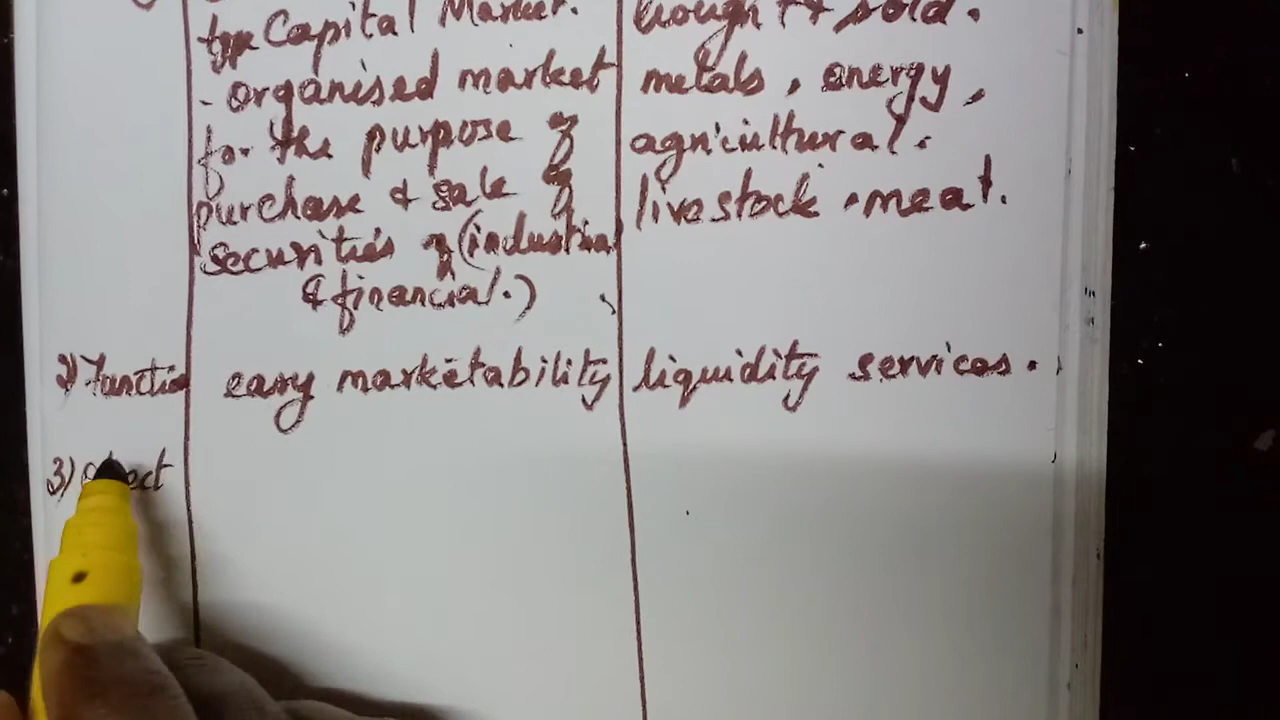 Capital Market.
- organised market
for the purpose of
purchase & sale of
securities of (industrial
& financial.)
bought & sold.
metals, energy,
agricultural.
livestock & meat.
2) Function
easy marketability
liquidity services.
3)